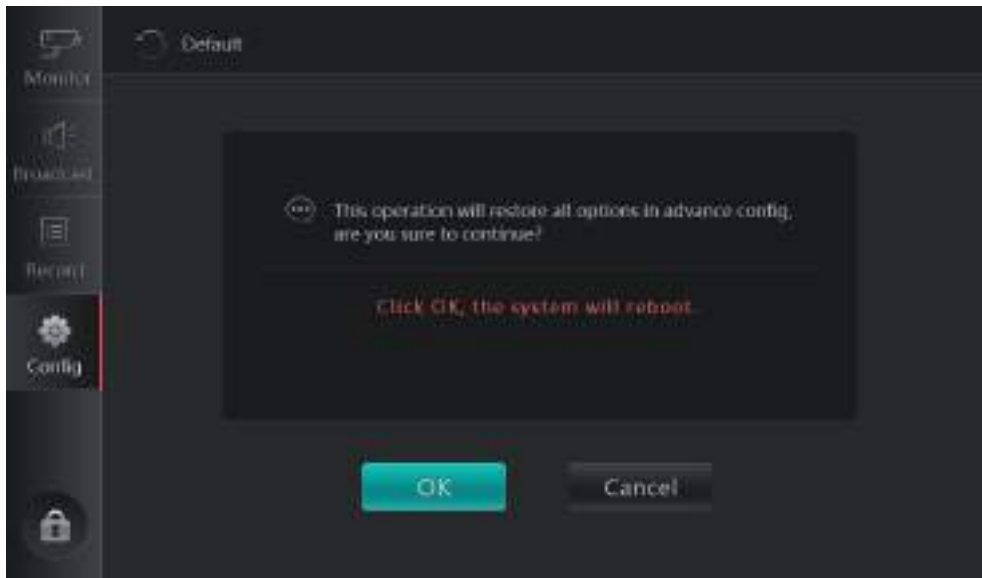 Default
Monitor
Broadcast
Record
Config
This operation will restore all options in advance config,
are you sure to continue?
Click OK, the system will reboot.
OK
Cancel